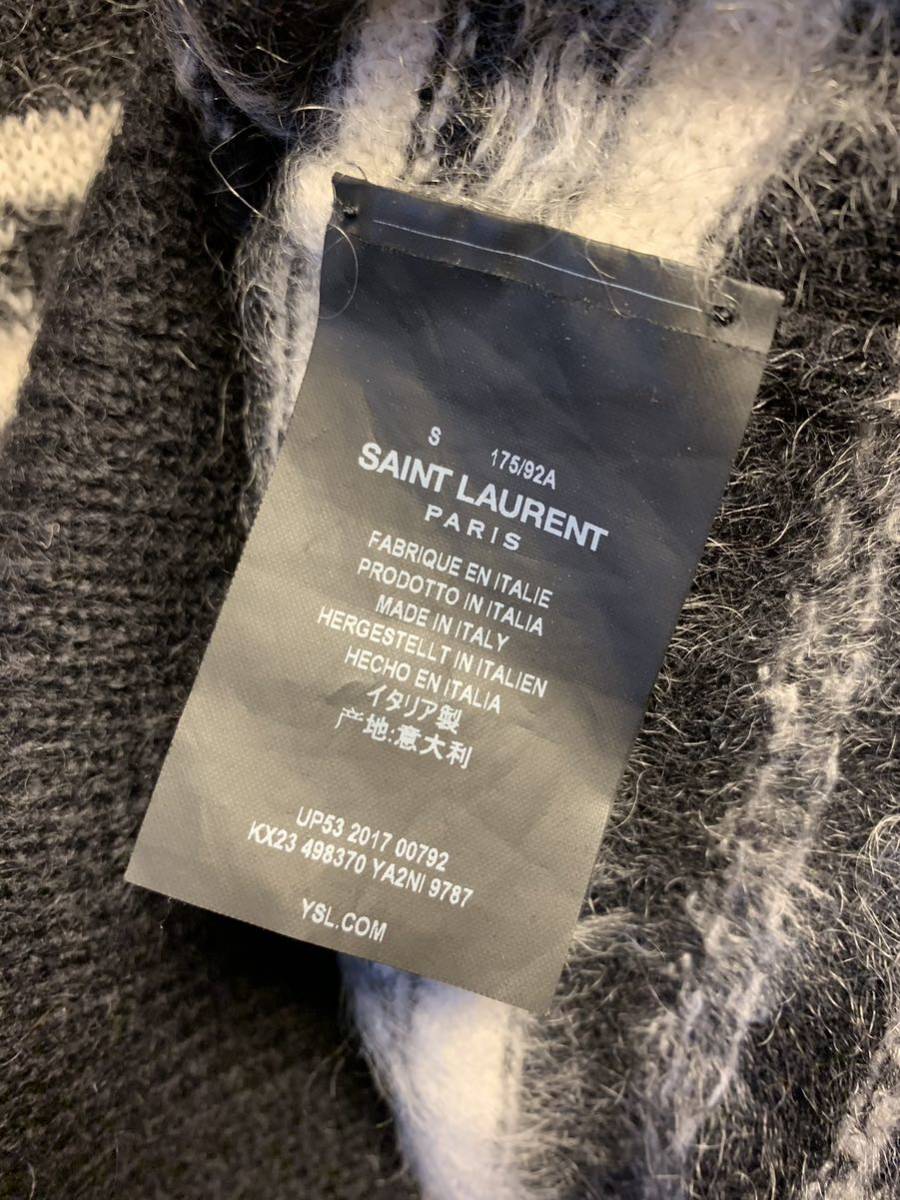 S 175/92A
SAINT LAURENT
PARIS
FABRIQUE EN ITALIE
PRODOTTO IN ITALIA
MADE IN ITALY
HERGESTELLT IN ITALIEN
HECHO EN ITALIA
イタリア製
产地:意大利
UP53 2017 00792
KX23 498370 YA2NI 9787
YSL.COM